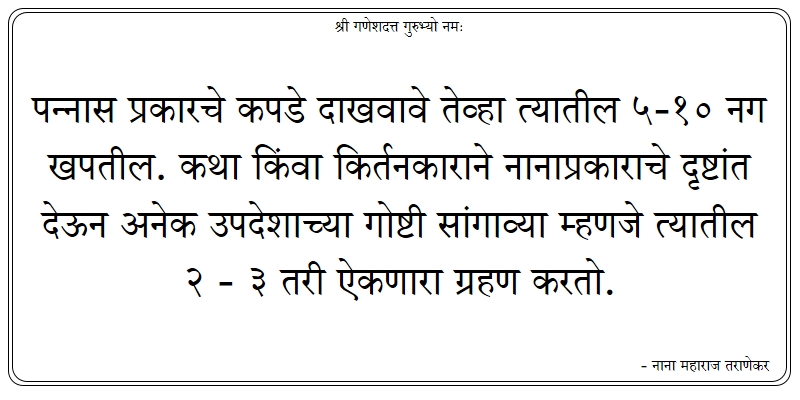 श्री गणेशदत्त गुरुभ्यो नमः
पन्नास प्रकारचे कपडे दाखवावे तेव्हा त्यातील ५-१० नग
खपतील. कथा किंवा किर्तनकाराने नानाप्रकाराचे दृष्टांत
देऊन अनेक उपदेशाच्या गोष्टी सांगाव्या म्हणजे त्यातील
२ - ३ तरी ऐकणारा ग्रहण करतो.
- नाना महाराज तराणेकर